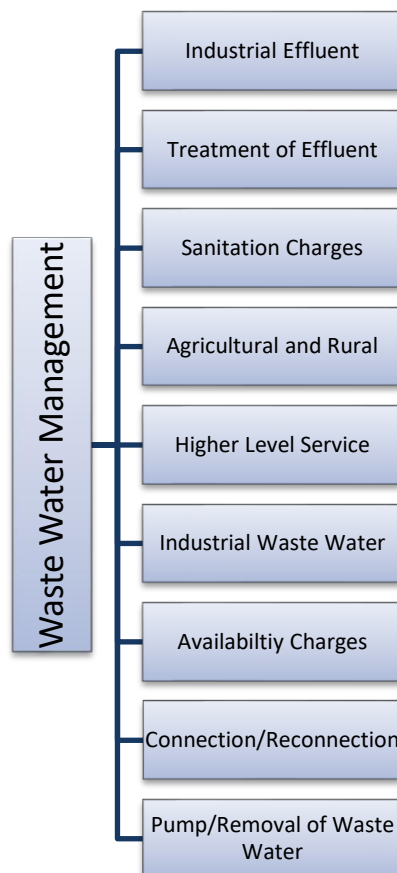 Waste Water Management
Industrial Effluent
Treatment of Effluent
Sanitation Charges
Agricultural and Rural
Higher Level Service
Industrial Waste Water
Availabiltiy Charges
Connection/Reconnection
Pump/Removal of Waste
Water